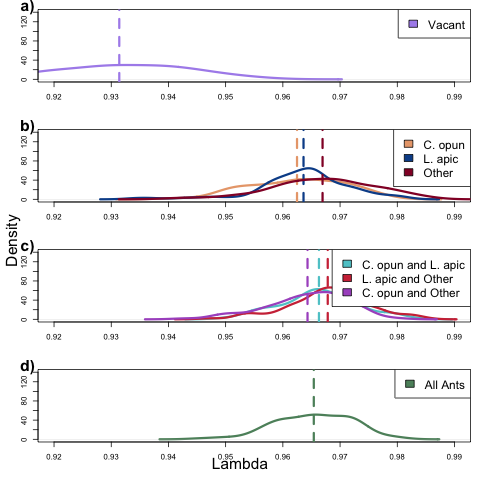 a)
120
80
40
0
Vacant
0.92 0.93 0.94 0.95 0.96 0.97 0.98 0.99
b)
120
80
40
0
C. opun
L. apic
Other
0.92 0.93 0.94 0.95 0.96 0.97 0.98 0.99
Density
c)
120
80
40
0
C. opun and L. apic
L. apic and Other
C. opun and Other
0.92 0.93 0.94 0.95 0.96 0.97 0.98 0.99
d)
120
80
40
0
All Ants
0.92 0.93 0.94 0.95 0.96 0.97 0.98 0.99
Lambda